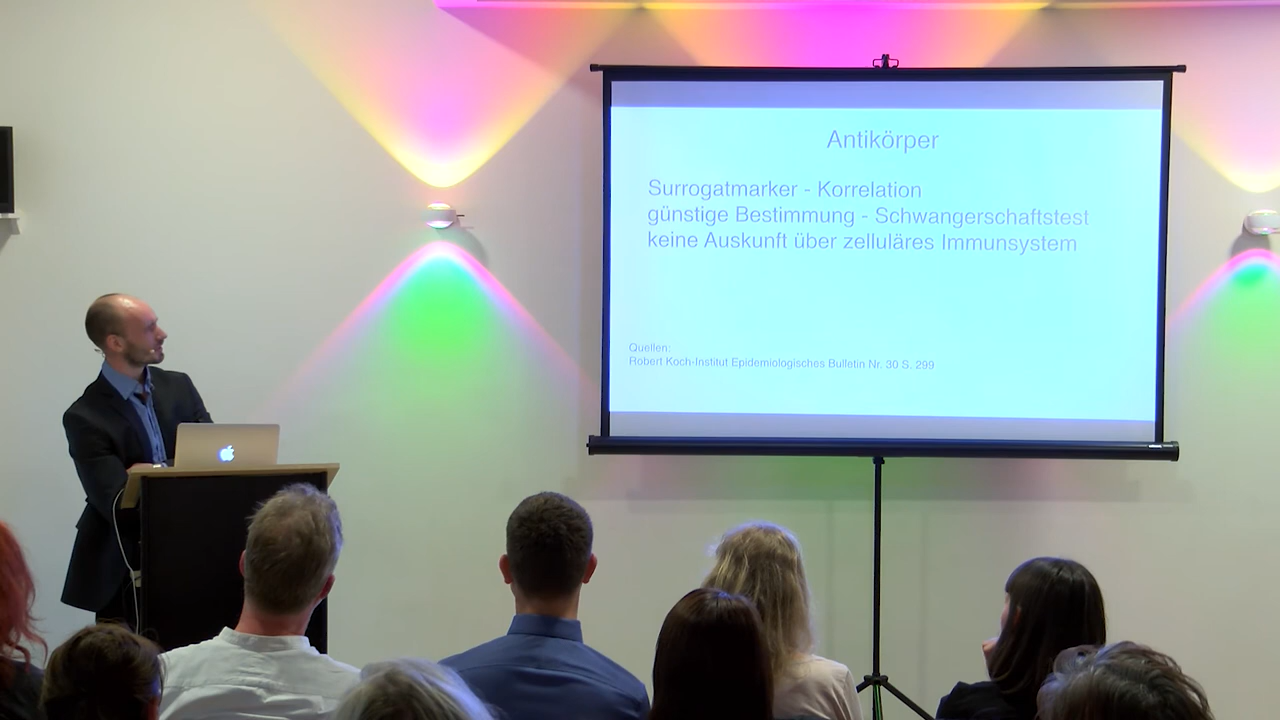 Antikörper
Surrogatmarker - Korrelation
günstige Bestimmung - Schwangerschaftstest
keine Auskunft über zelluläres Immunsystem
Quellen:
Robert Koch-Institut Epidemiologisches Bulletin Nr. 30 S. 299